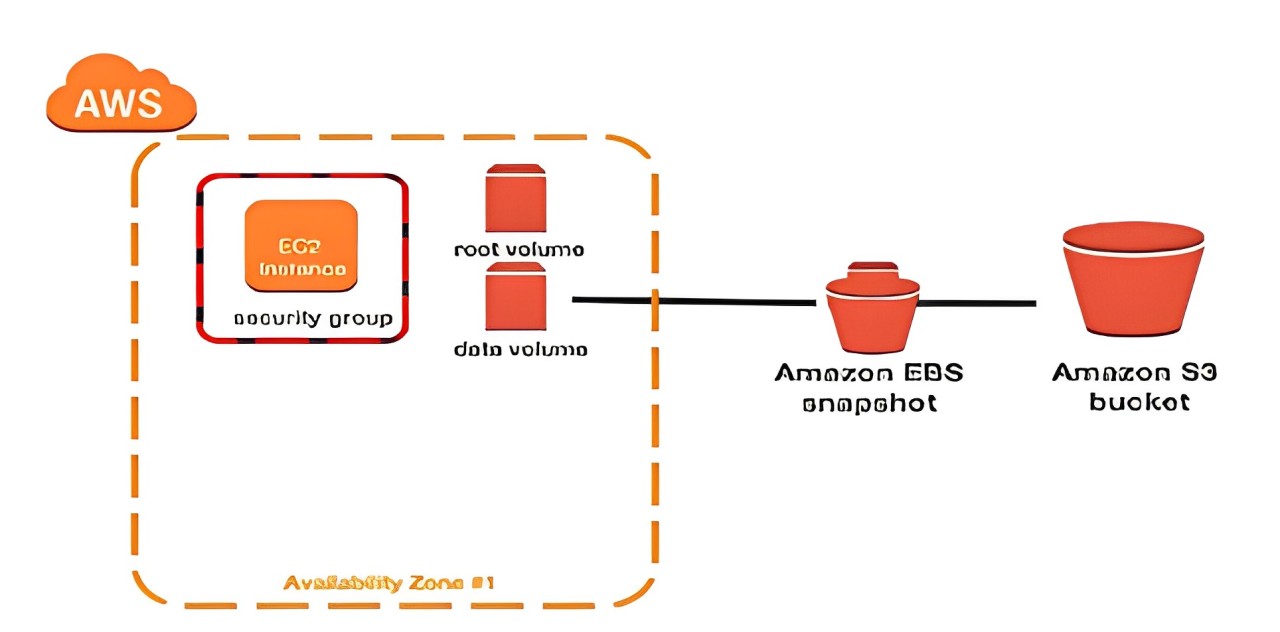 AWS
EC2
Instance
security group
root volume
data volume
Amazon EBS
snapshot
Amazon S3
bucket
Availability Zone #1